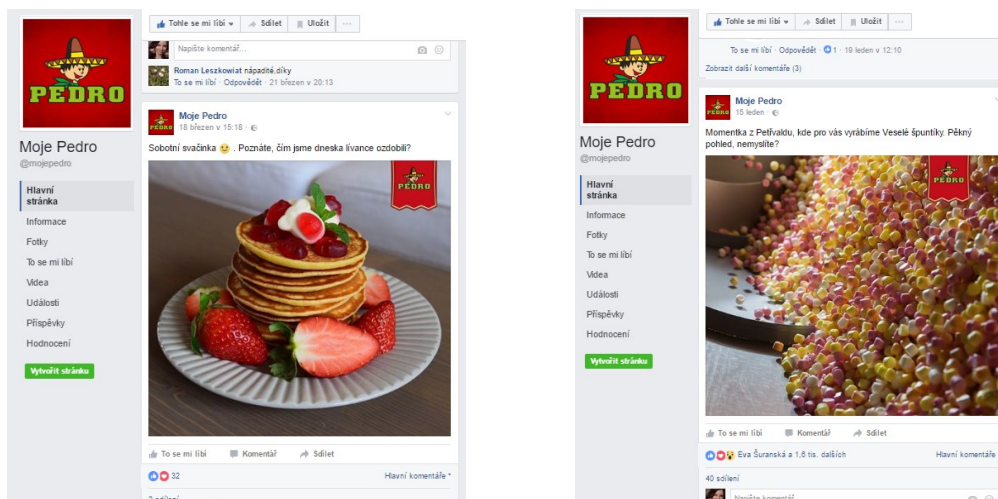 Tohle se mi líbí
Sdílet
Uložit
Napište komentář...
Roman Leszkowiat nápadité,díky
To se mi líbí · Odpovědět · 21 březen v 20:13
PEDRO
Moje Pedro
@mojepedro
Hlavní
stránka
Informace
Fotky
To se mi líbí
Videa
Události
Příspěvky
Hodnocení
Vytvořit stránku
PEDRO
Moje Pedro
18 březen v 15:18
Sobotní svačinka 😉 . Poznáte, čím jsme dneska lívance ozdobili?
PEDRO
To se mi líbí
Komentář
Sdílet
32
Hlavní komentáře
2 sdílení
Tohle se mi líbí
Sdílet
Uložit
To se mi líbí · Odpovědět · 1 · 19 leden v 12:10
Zobrazit další komentáře (3)
PEDRO
Moje Pedro
@mojepedro
Hlavní
stránka
Informace
Fotky
To se mi líbí
Videa
Události
Příspěvky
Hodnocení
Vytvořit stránku
PEDRO
Moje Pedro
15 leden
Momentka z Petřvaldu, kde pro vás vyrábíme Veselé špuntíky. Pěkný
pohled, nemyslíte?
PEDRO
To se mi líbí
Komentář
Sdílet
Eva Šuranská a 1,6 tis. dalších
Hlavní komentáře
40 sdílení
Napište komentář